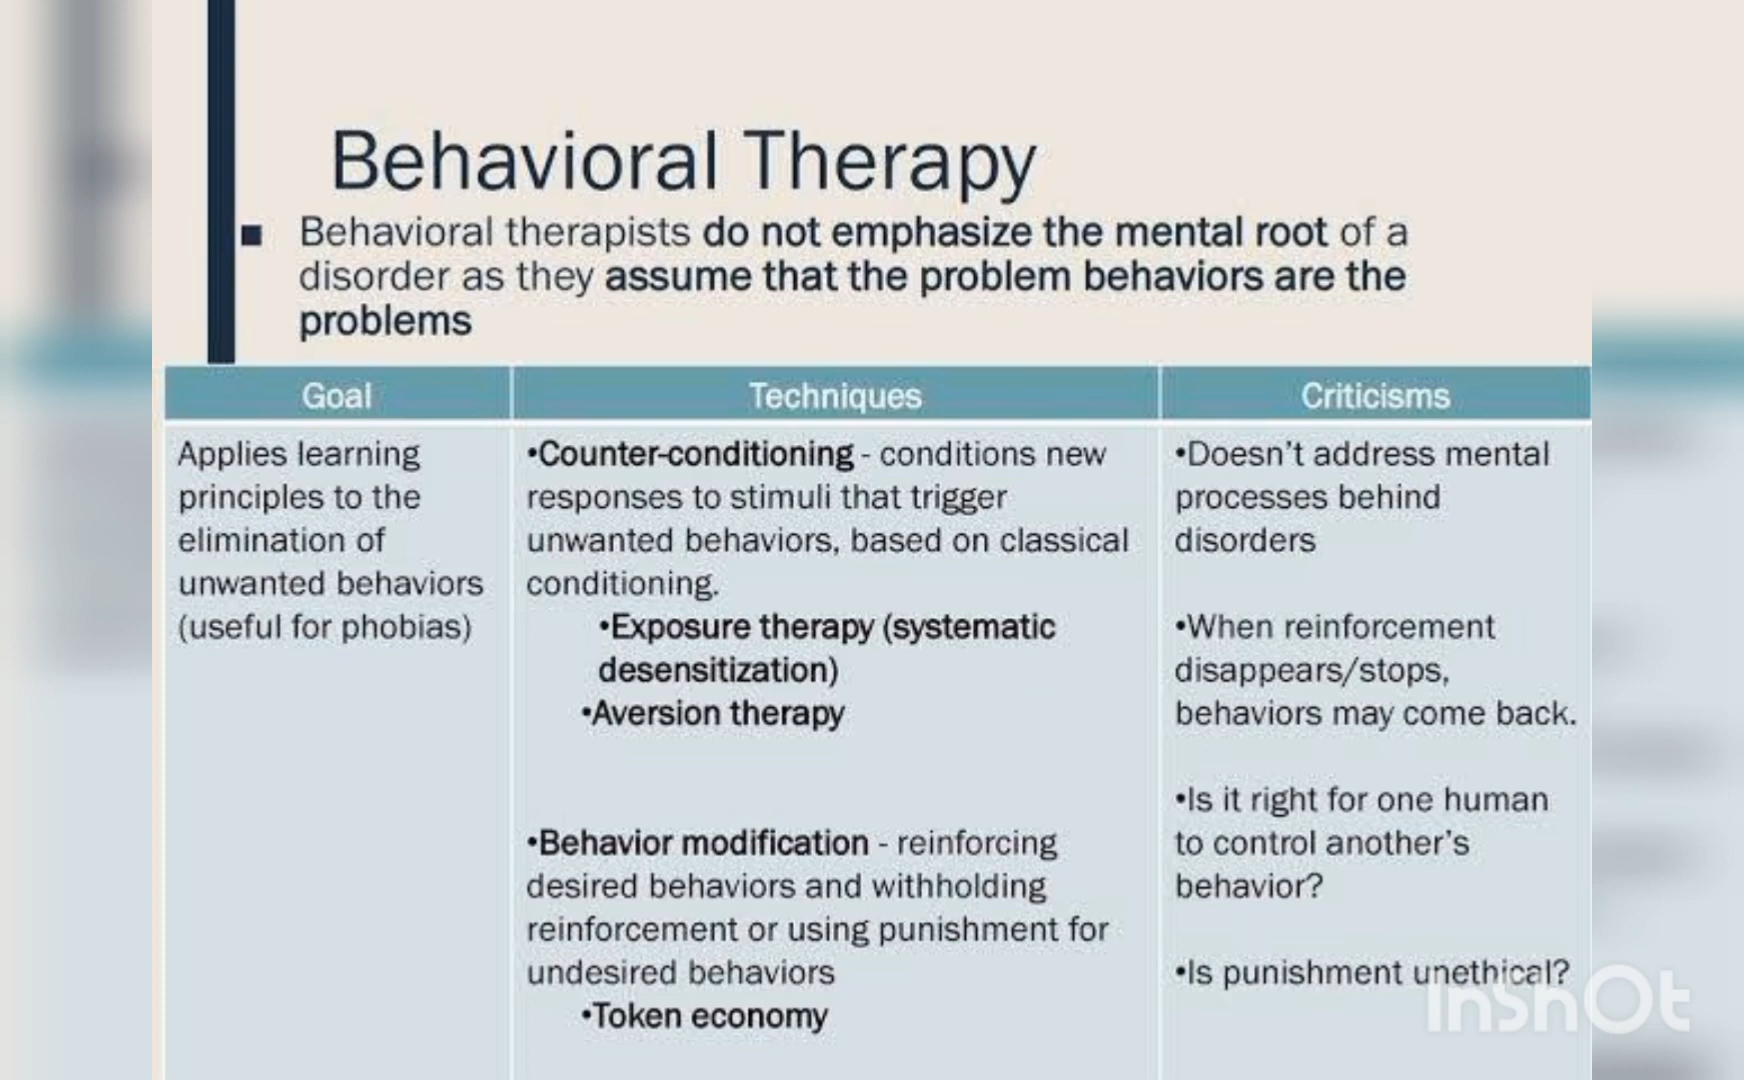 Behavioral Therapy
■ Behavioral therapists do not emphasize the mental root of a
disorder as they assume that the problem behaviors are the
problems
Goal
Techniques
Criticisms
Applies learning
principles to the
elimination of
unwanted behaviors
(useful for phobias)
•Counter-conditioning - conditions new
responses to stimuli that trigger
unwanted behaviors, based on classical
conditioning.
•Exposure therapy (systematic
desensitization)
•Aversion therapy
•Behavior modification - reinforcing
desired behaviors and withholding
reinforcement or using punishment for
undesired behaviors
•Token economy
•Doesn't address mental
processes behind
disorders
•When reinforcement
disappears/stops,
behaviors may come back.
•Is it right for one human
to control another's
behavior?
•Is punishment unethical?
InShOt